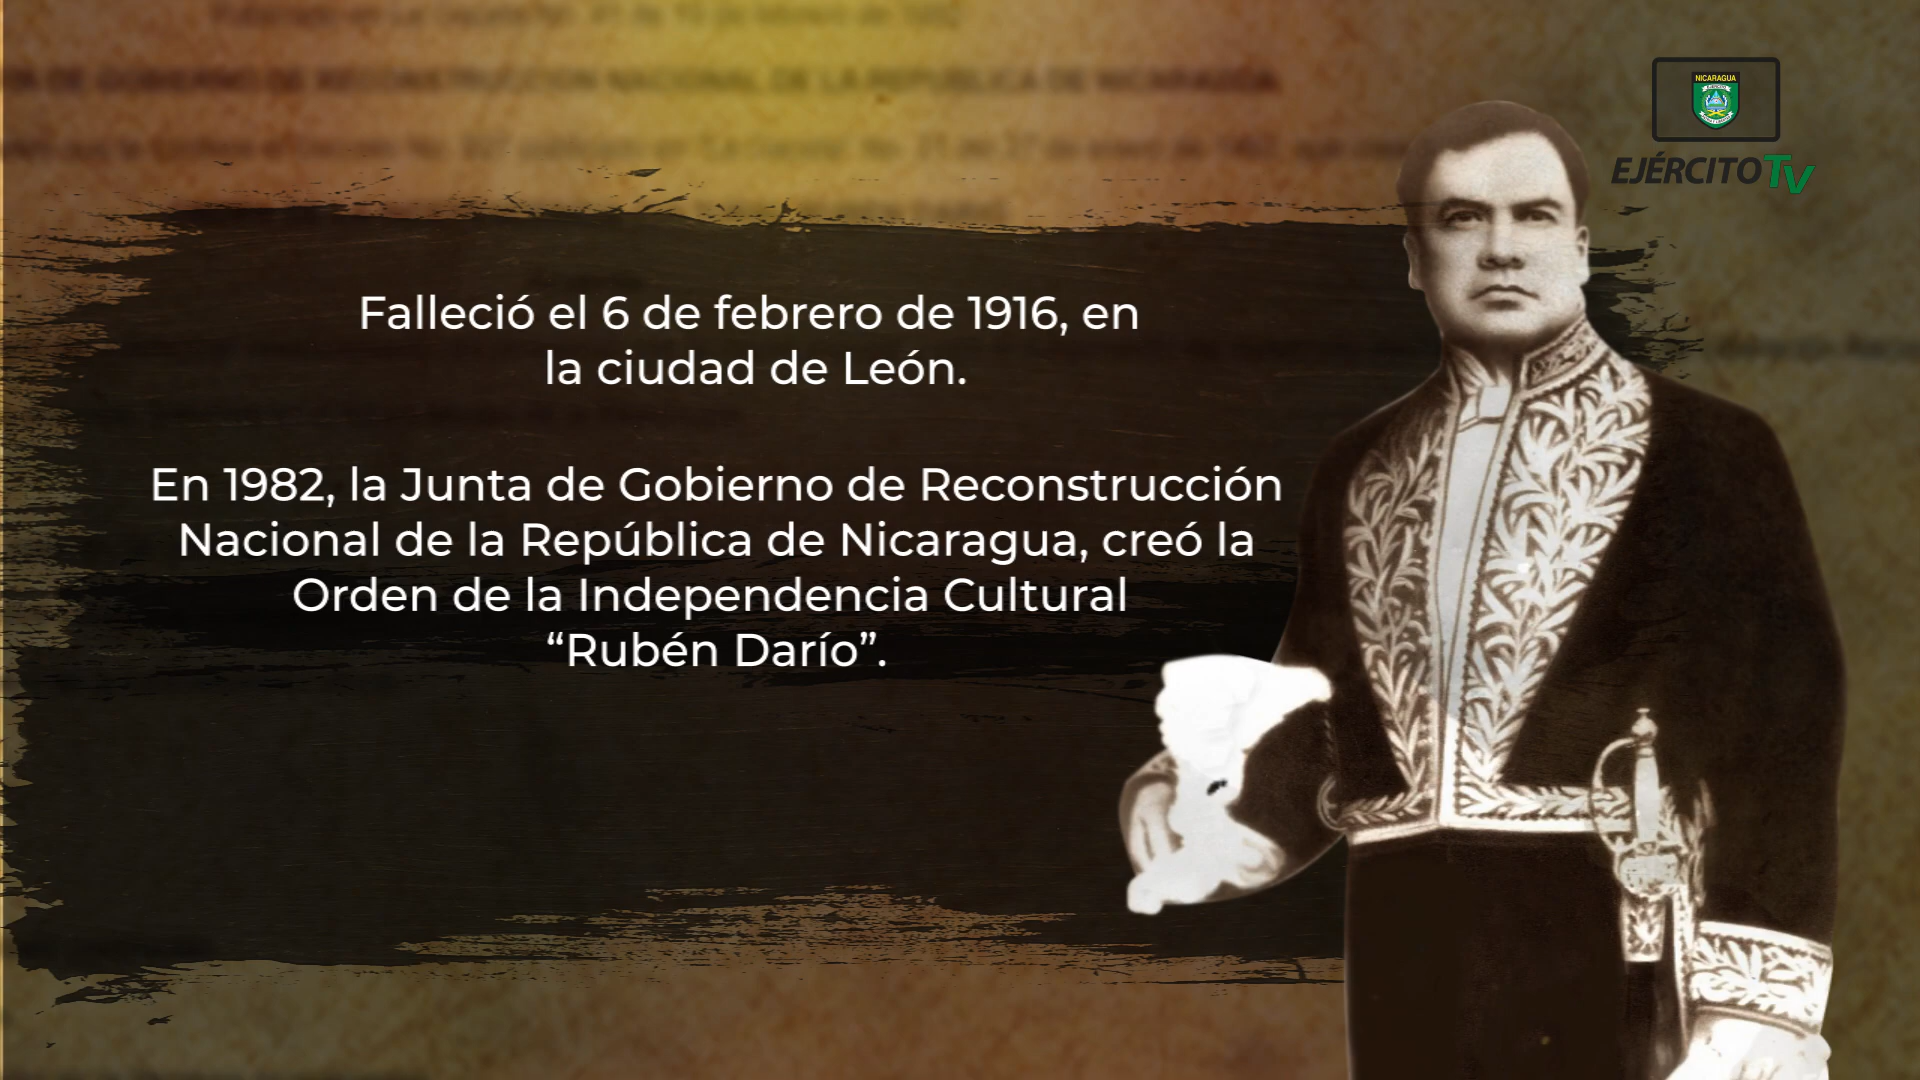 NICARAGUA
EJÉRCITO TV
Falleció el 6 de febrero de 1916, en
la ciudad de León.
En 1982, la Junta de Gobierno de Reconstrucción
Nacional de la República de Nicaragua, creó la
Orden de la Independencia Cultural
“Rubén Darío”.